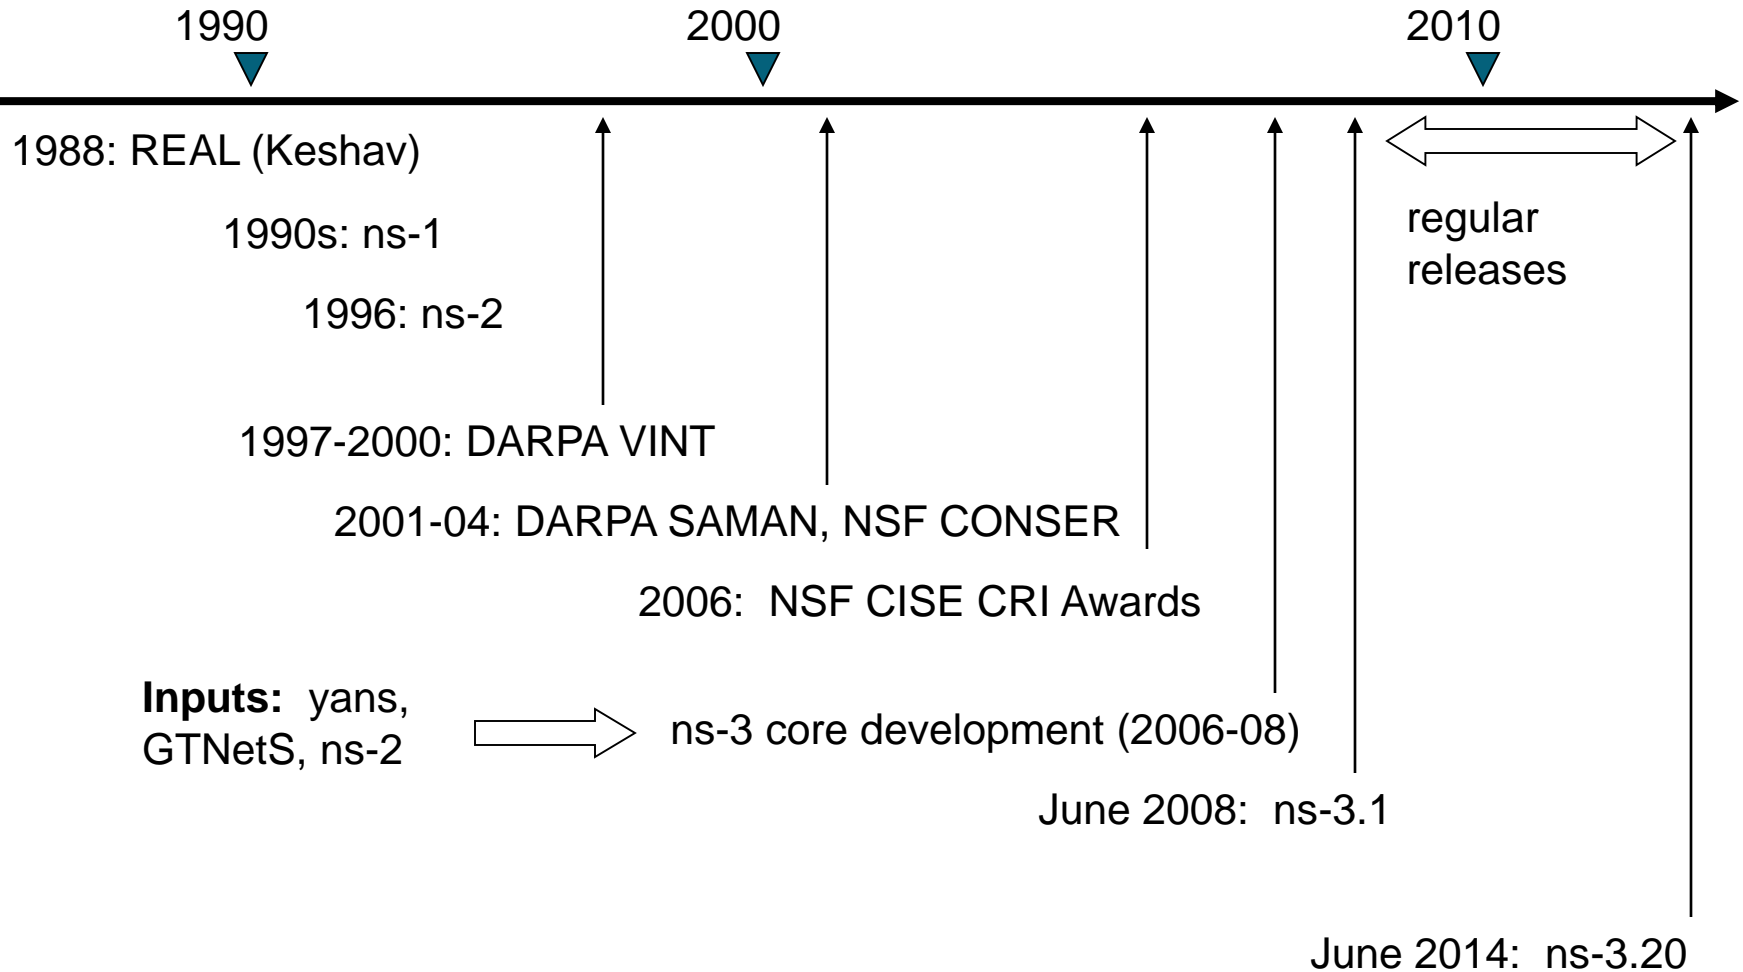 1990
2000
2010
1988: REAL (Keshav)
1990s: ns-1
1996: ns-2
regular
releases
1997-2000: DARPA VINT
2001-04: DARPA SAMAN, NSF CONSER
2006:  NSF CISE CRI Awards
Inputs:  yans,
GTNetS, ns-2
ns-3 core development (2006-08)
June 2008:  ns-3.1
June 2014:  ns-3.20